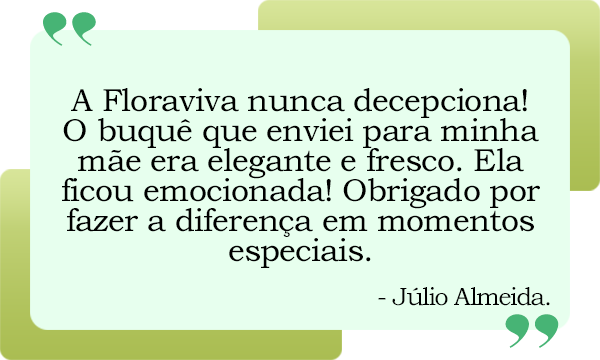 A Floraviva nunca decepciona!
O buquê que enviei para minha
mãe era elegante e fresco. Ela
ficou emocionada! Obrigado por
fazer a diferença em momentos
especiais.
- Júlio Almeida.